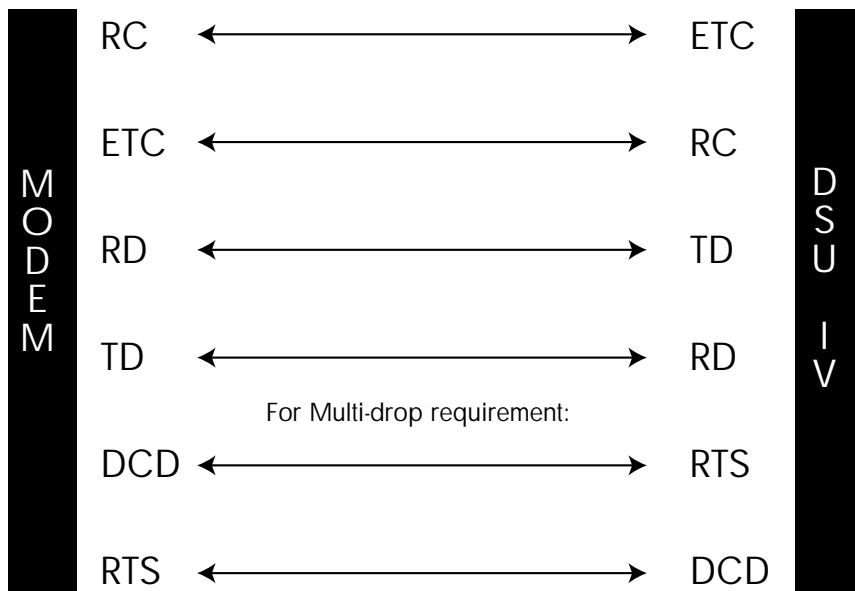 RC ETC
ETC RC
RD TD
TD RD
For Multi-drop requirement:
DCD RTS
RTS DCD
MODEM
DSU IV